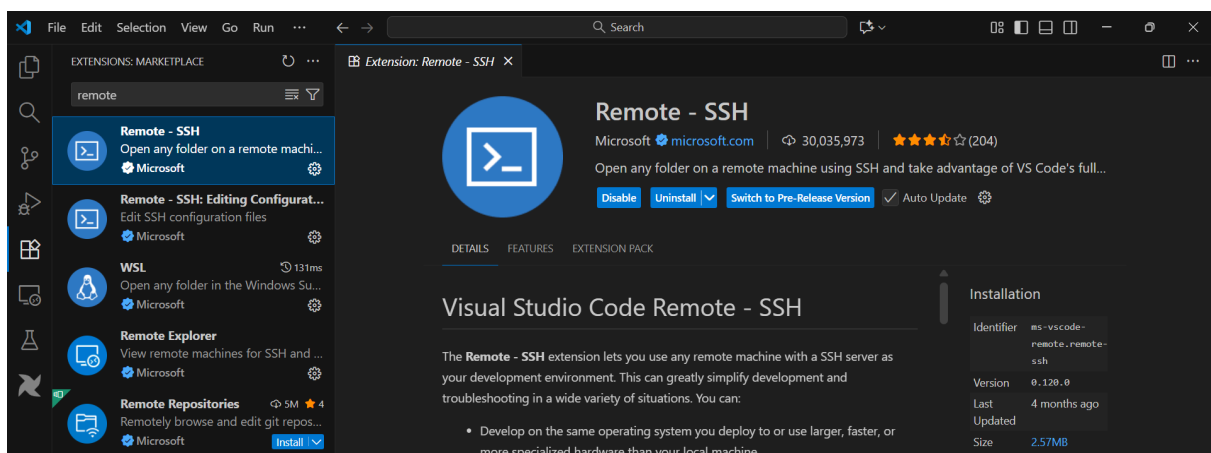 File Edit Selection View Go Run ··· Search
EXTENSIONS: MARKETPLACE
remote
Remote - SSH
Open any folder on a remote machi...
Microsoft
Remote - SSH: Editing Configurat...
Edit SSH configuration files
Microsoft
WSL 131ms
Open any folder in the Windows Su...
Microsoft
Remote Explorer
View remote machines for SSH and ...
Microsoft
Remote Repositories 5M 4
Remotely browse and edit git repos...
Microsoft Install
Extension: Remote - SSH
Remote - SSH
Microsoft microsoft.com 30,035,973 (204)
Open any folder on a remote machine using SSH and take advantage of VS Code's full...
Disable Uninstall Switch to Pre-Release Version Auto Update
DETAILS FEATURES EXTENSION PACK
Visual Studio Code Remote - SSH
The Remote - SSH extension lets you use any remote machine with a SSH server as
your development environment. This can greatly simplify development and
troubleshooting in a wide variety of situations. You can:
• Develop on the same operating system you deploy to or use larger, faster, or
more specialized hardware than your local machine.
Installation
Identifier ms-vscode-
remote.remote-
ssh
Version 0.120.0
Last 4 months ago
Updated
Size 2.57MB